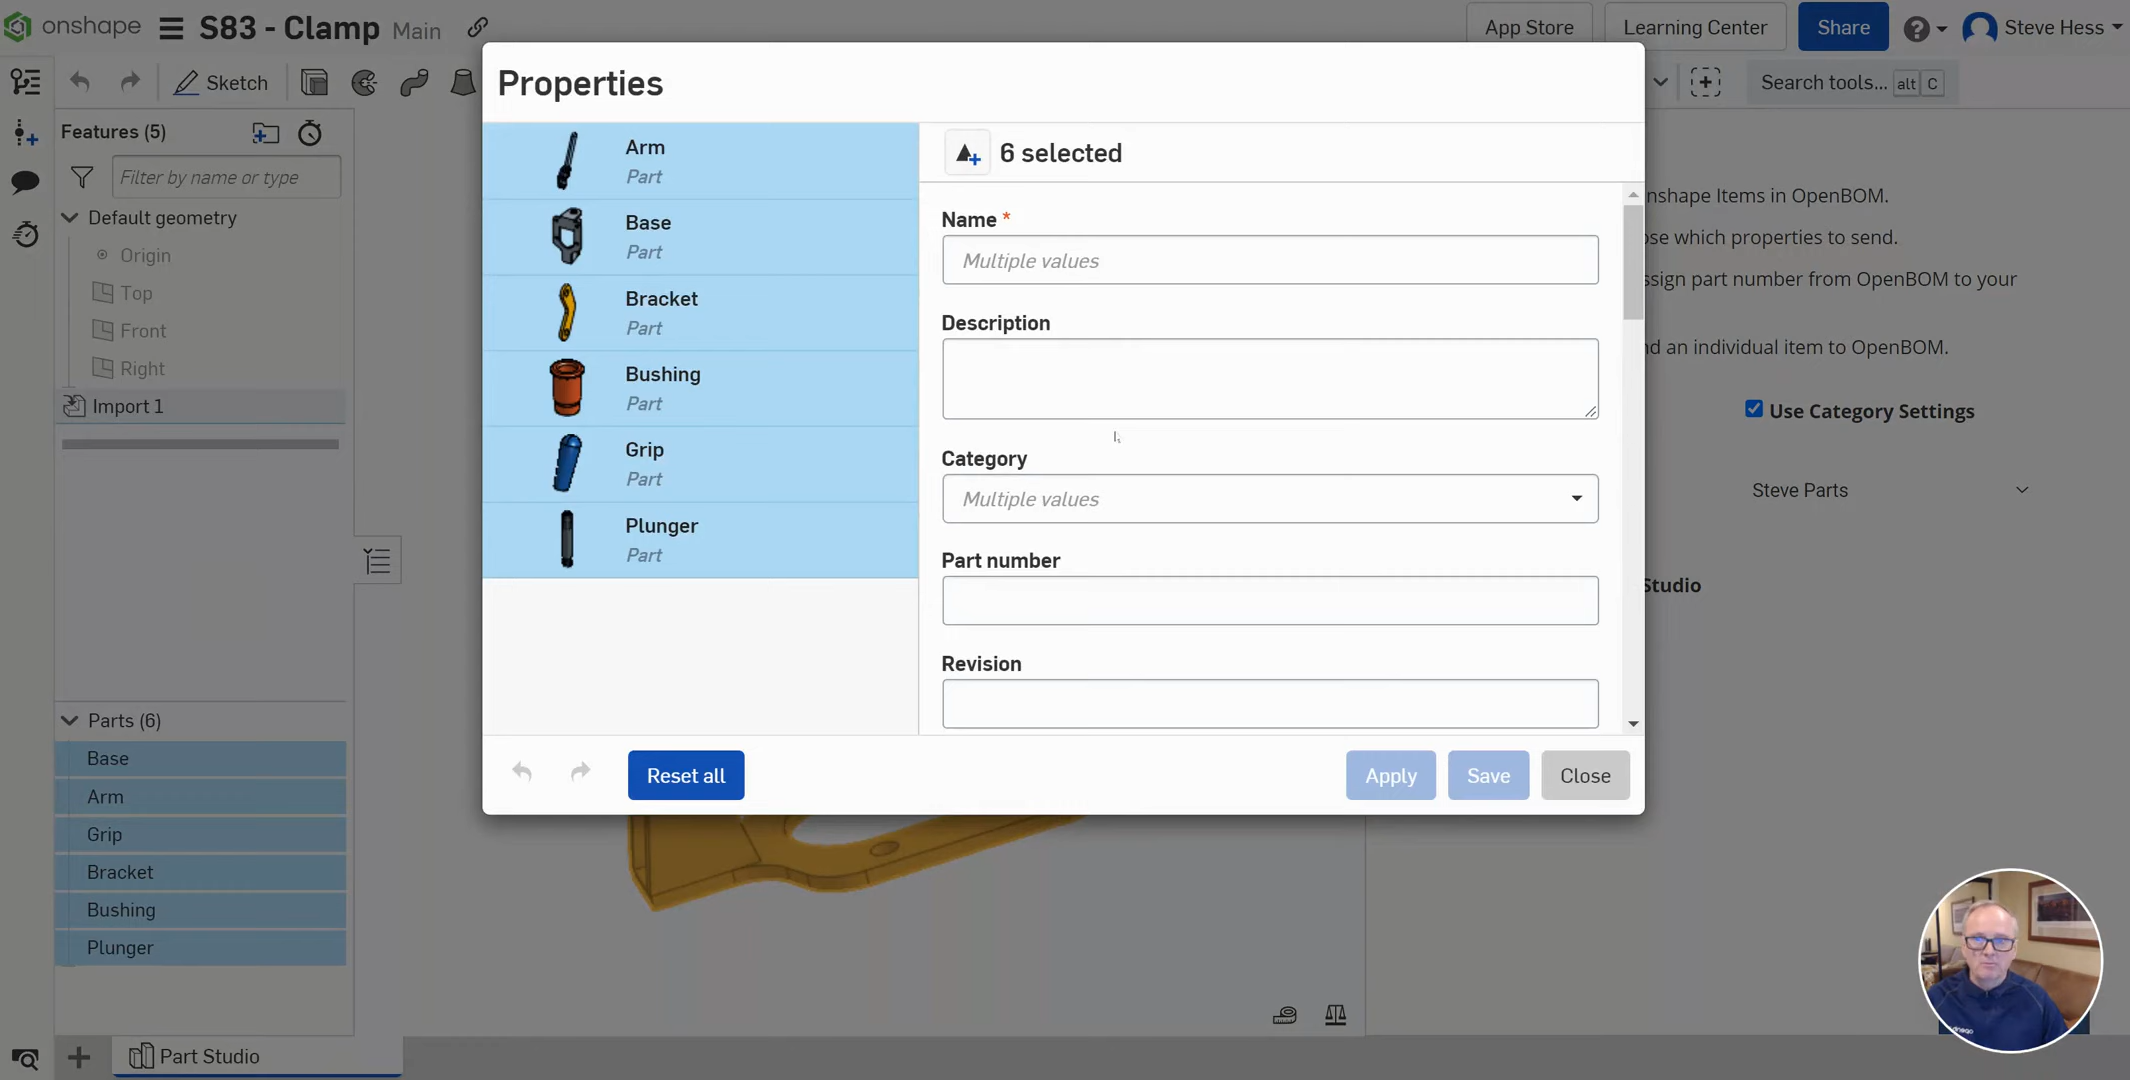 onshape
S83 - Clamp
Main
App Store
Learning Center
Share
Steve Hess
Sketch
Search tools...
alt
C
Features (5)
Filter by name or type
Default geometry
Origin
Top
Front
Right
Import 1
Parts (6)
Base
Arm
Grip
Bracket
Bushing
Plunger
Part Studio
Properties
Arm
Part
Base
Part
Bracket
Part
Bushing
Part
Grip
Part
Plunger
Part
6 selected
Name *
Multiple values
Description
Category
Multiple values
Part number
Revision
Reset all
Apply
Save
Close
Items in OpenBOM.
which properties to send.
part number from OpenBOM to your
an individual item to OpenBOM.
Use Category Settings
Steve Parts
Studio